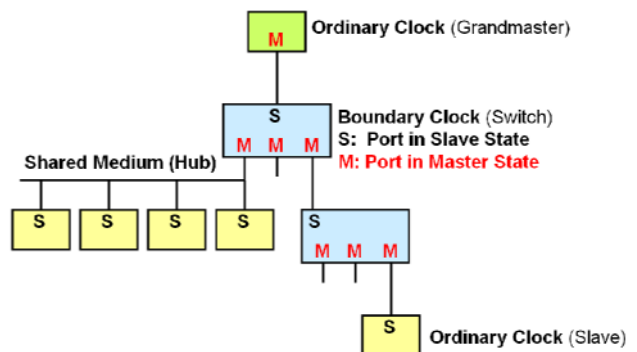 Ordinary Clock (Grandmaster)
M
S
Boundary Clock (Switch)
S: Port in Slave State
M M M
M: Port in Master State
Shared Medium (Hub)
S S S S
S
M M M
S
Ordinary Clock (Slave)